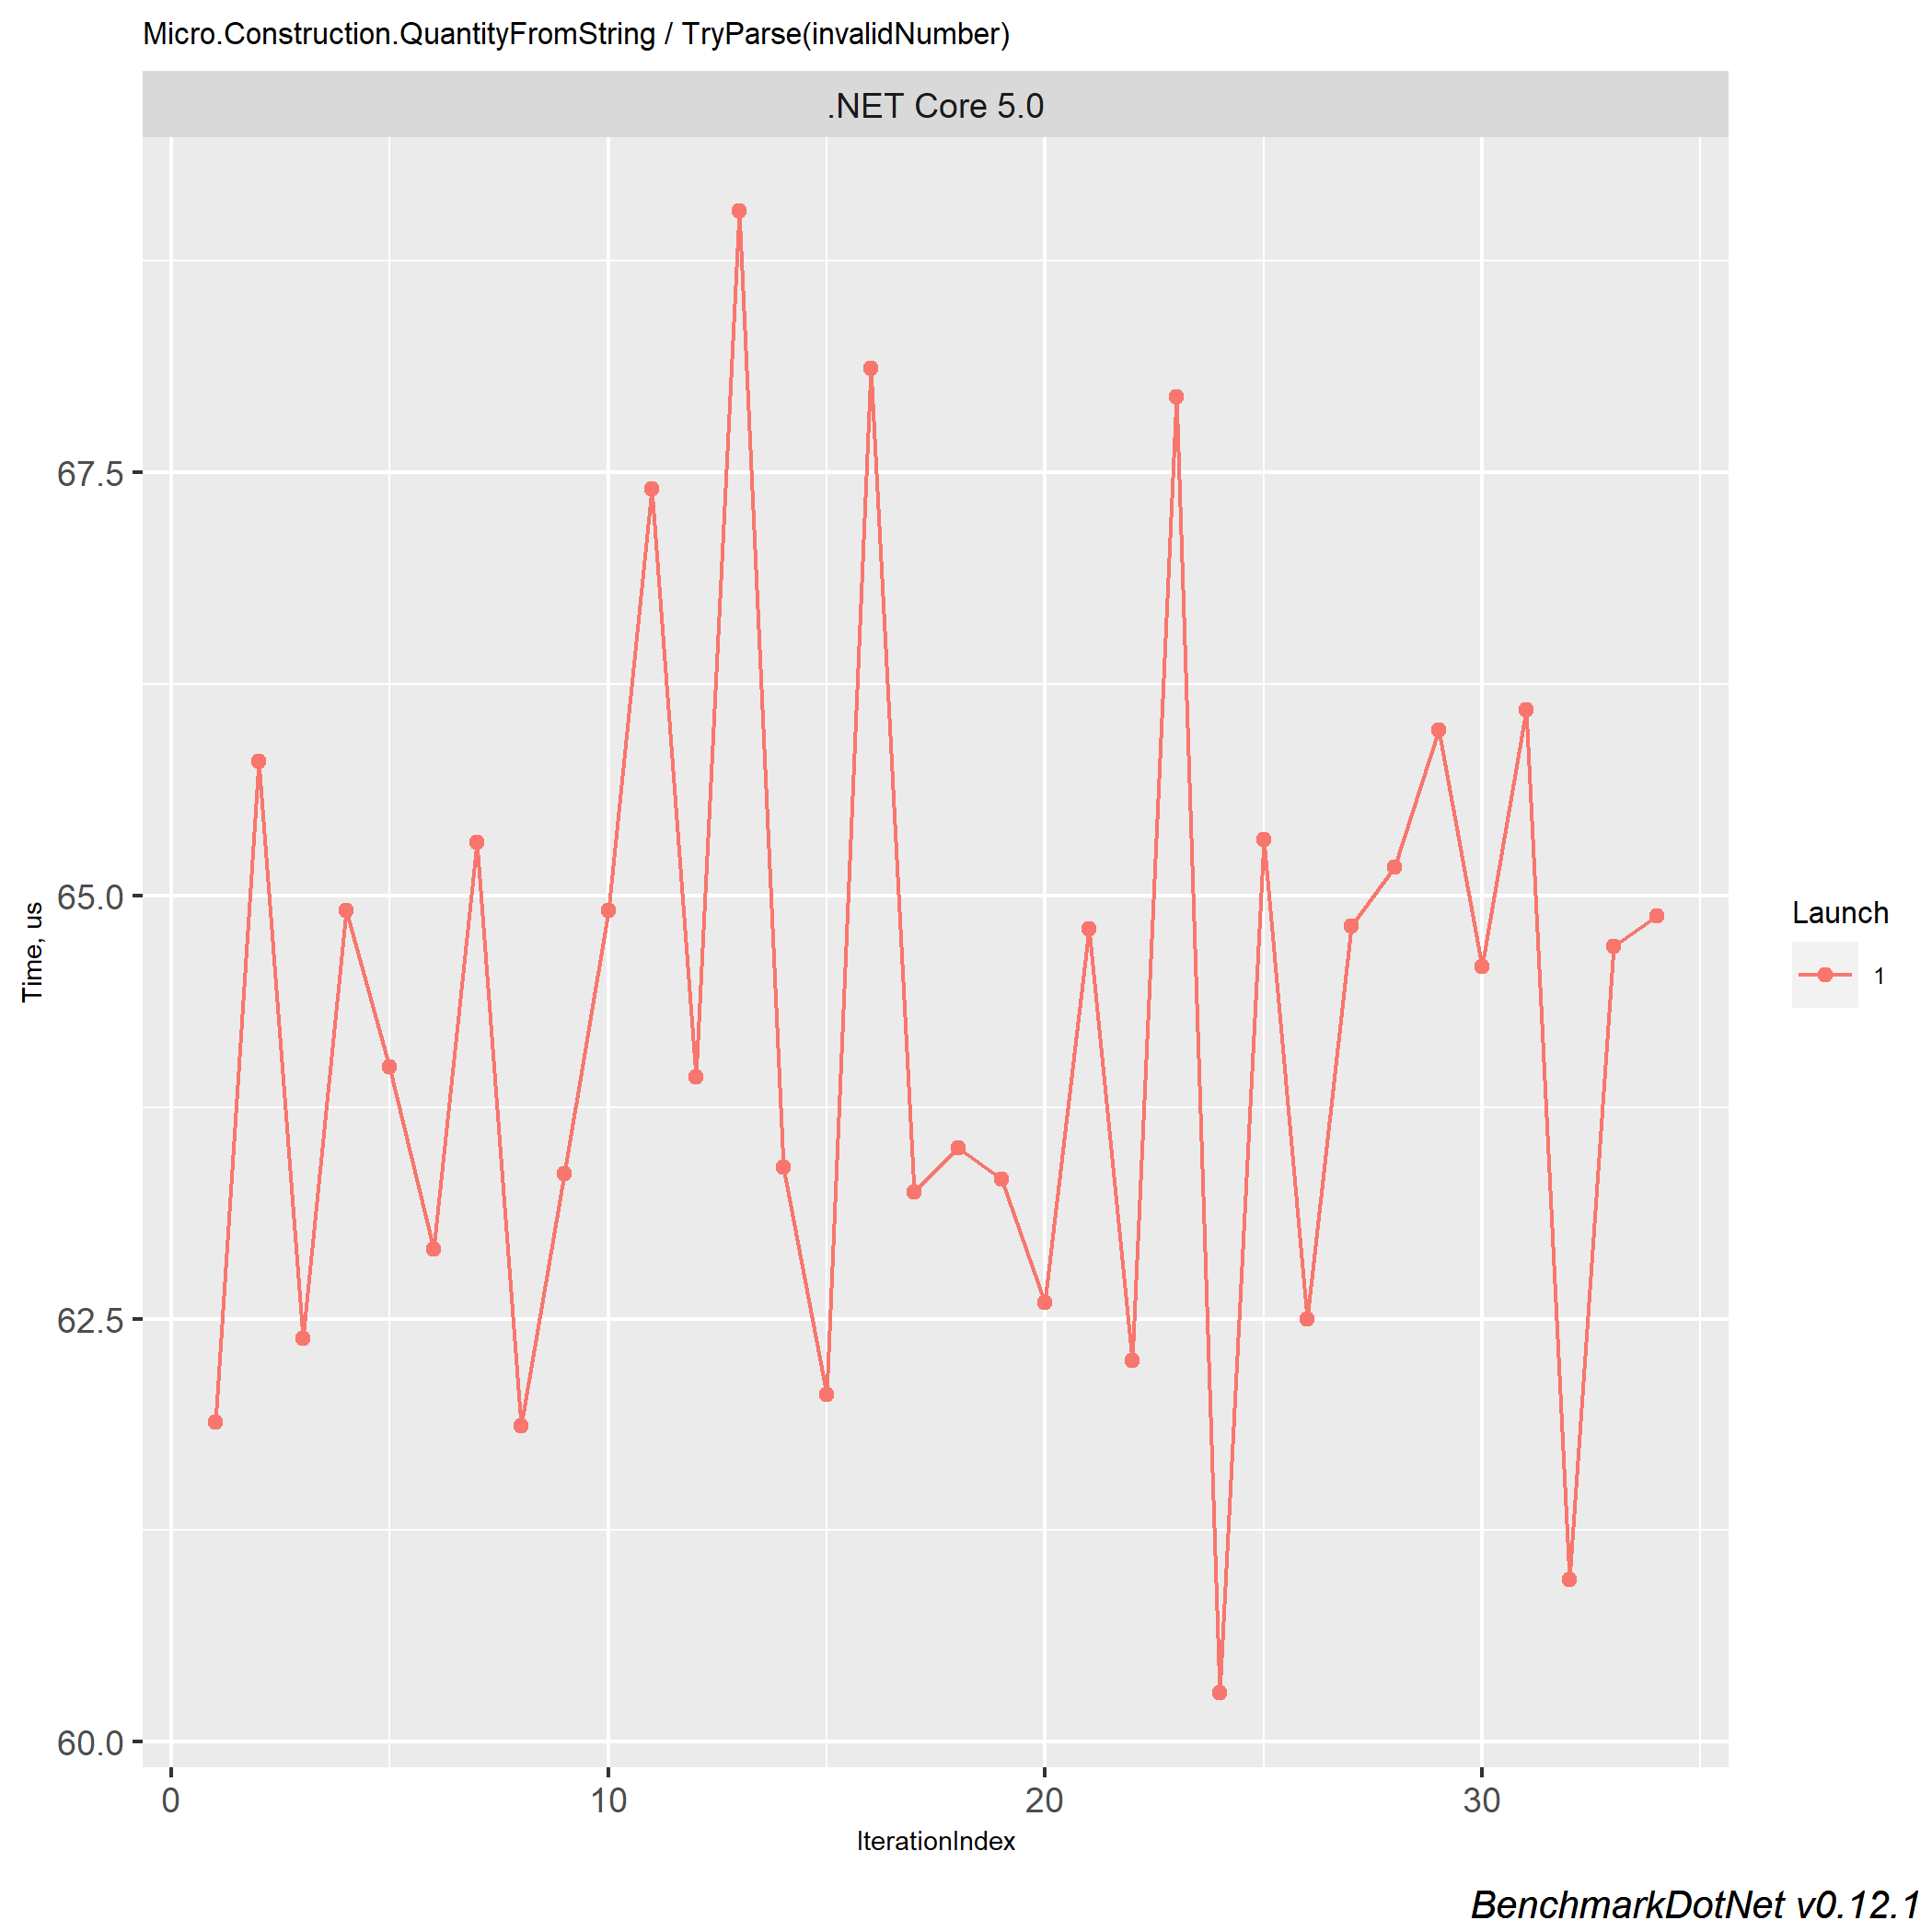 Micro.Construction.QuantityFromString / TryParse(invalidNumber)
.NET Core 5.0
67.5
65.0
62.5
60.0
Time, us
0 10 20 30
IterationIndex
Launch
1
BenchmarkDotNet v0.12.1